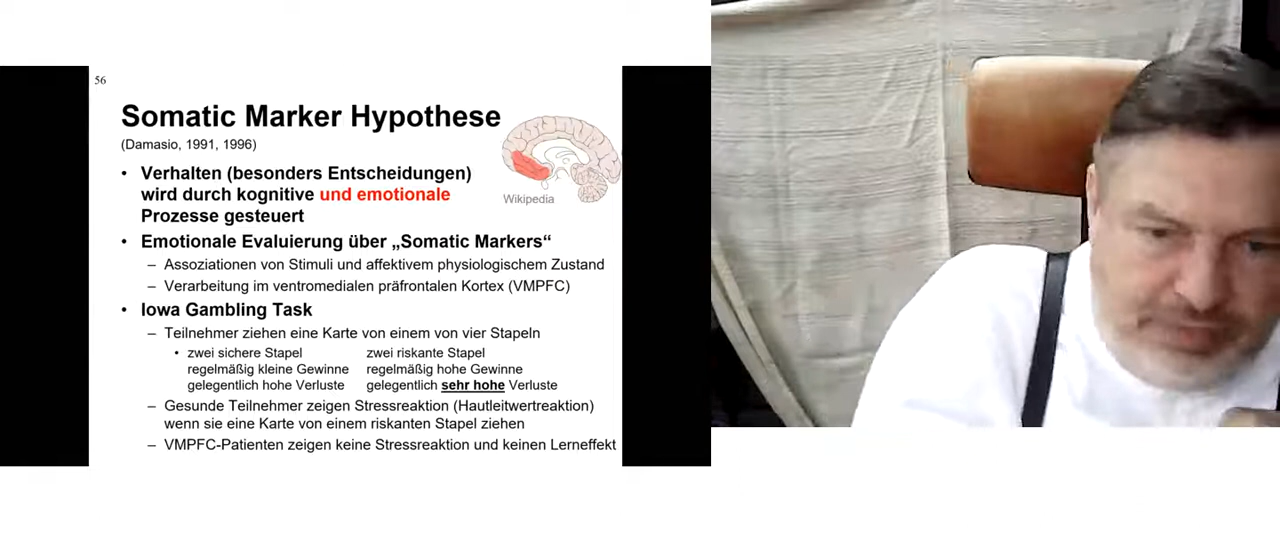 56
Somatic Marker Hypothese
(Damasio, 1991, 1996)
• Verhalten (besonders Entscheidungen)
wird durch kognitive und emotionale
Prozesse gesteuert
Wikipedia
• Emotionale Evaluierung über „Somatic Markers“
– Assoziationen von Stimuli und affektivem physiologischem Zustand
– Verarbeitung im ventromedialen präfrontalen Kortex (VMPFC)
• Iowa Gambling Task
– Teilnehmer ziehen eine Karte von einem von vier Stapeln
• zwei sichere Stapel
regelmäßig kleine Gewinne
gelegentlich hohe Verluste
zwei riskante Stapel
regelmäßig hohe Gewinne
gelegentlich sehr hohe Verluste
– Gesunde Teilnehmer zeigen Stressreaktion (Hautleitwertreaktion)
wenn sie eine Karte von einem riskanten Stapel ziehen
– VMPFC-Patienten zeigen keine Stressreaktion und keinen Lerneffekt